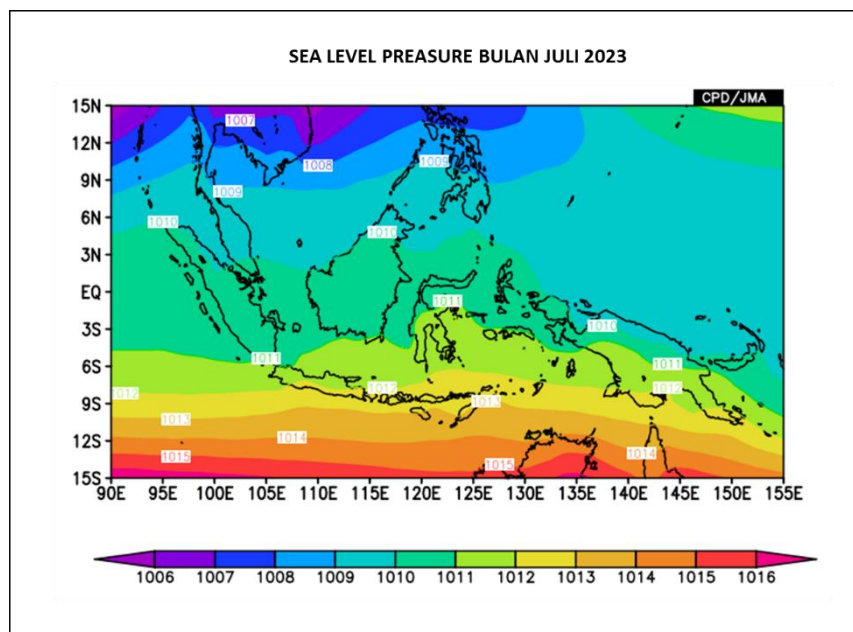 SEA LEVEL PREASURE BULAN JULI 2023
CPD/JMA
15N
1007
12N
1008
1009
9N
1009
6N
1010
1010
3N
EQ
1011
3S
1010
1011
1011
6S
1012
1012
1012
9S
1013
1013
12S
1014
1014
1015
1015
15S
90E 95E 100E 105E 110E 115E 120E 125E 130E 135E 140E 145E 150E 155E
1006 1007 1008 1009 1010 1011 1012 1013 1014 1015 1016